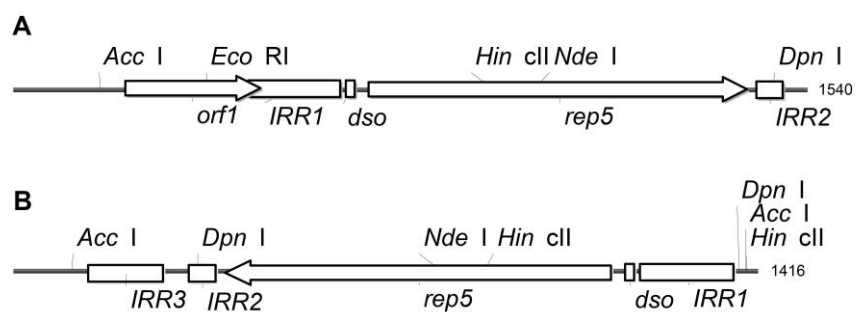 A
Acc I Eco RI Hin cII Nde I Dpn I
1540
orf1 IRR1 dso rep5 IRR2
B
Dpn I
Acc I
Acc I Dpn I Nde I Hin cII Hin cII
1416
IRR3 IRR2 rep5 dso IRR1